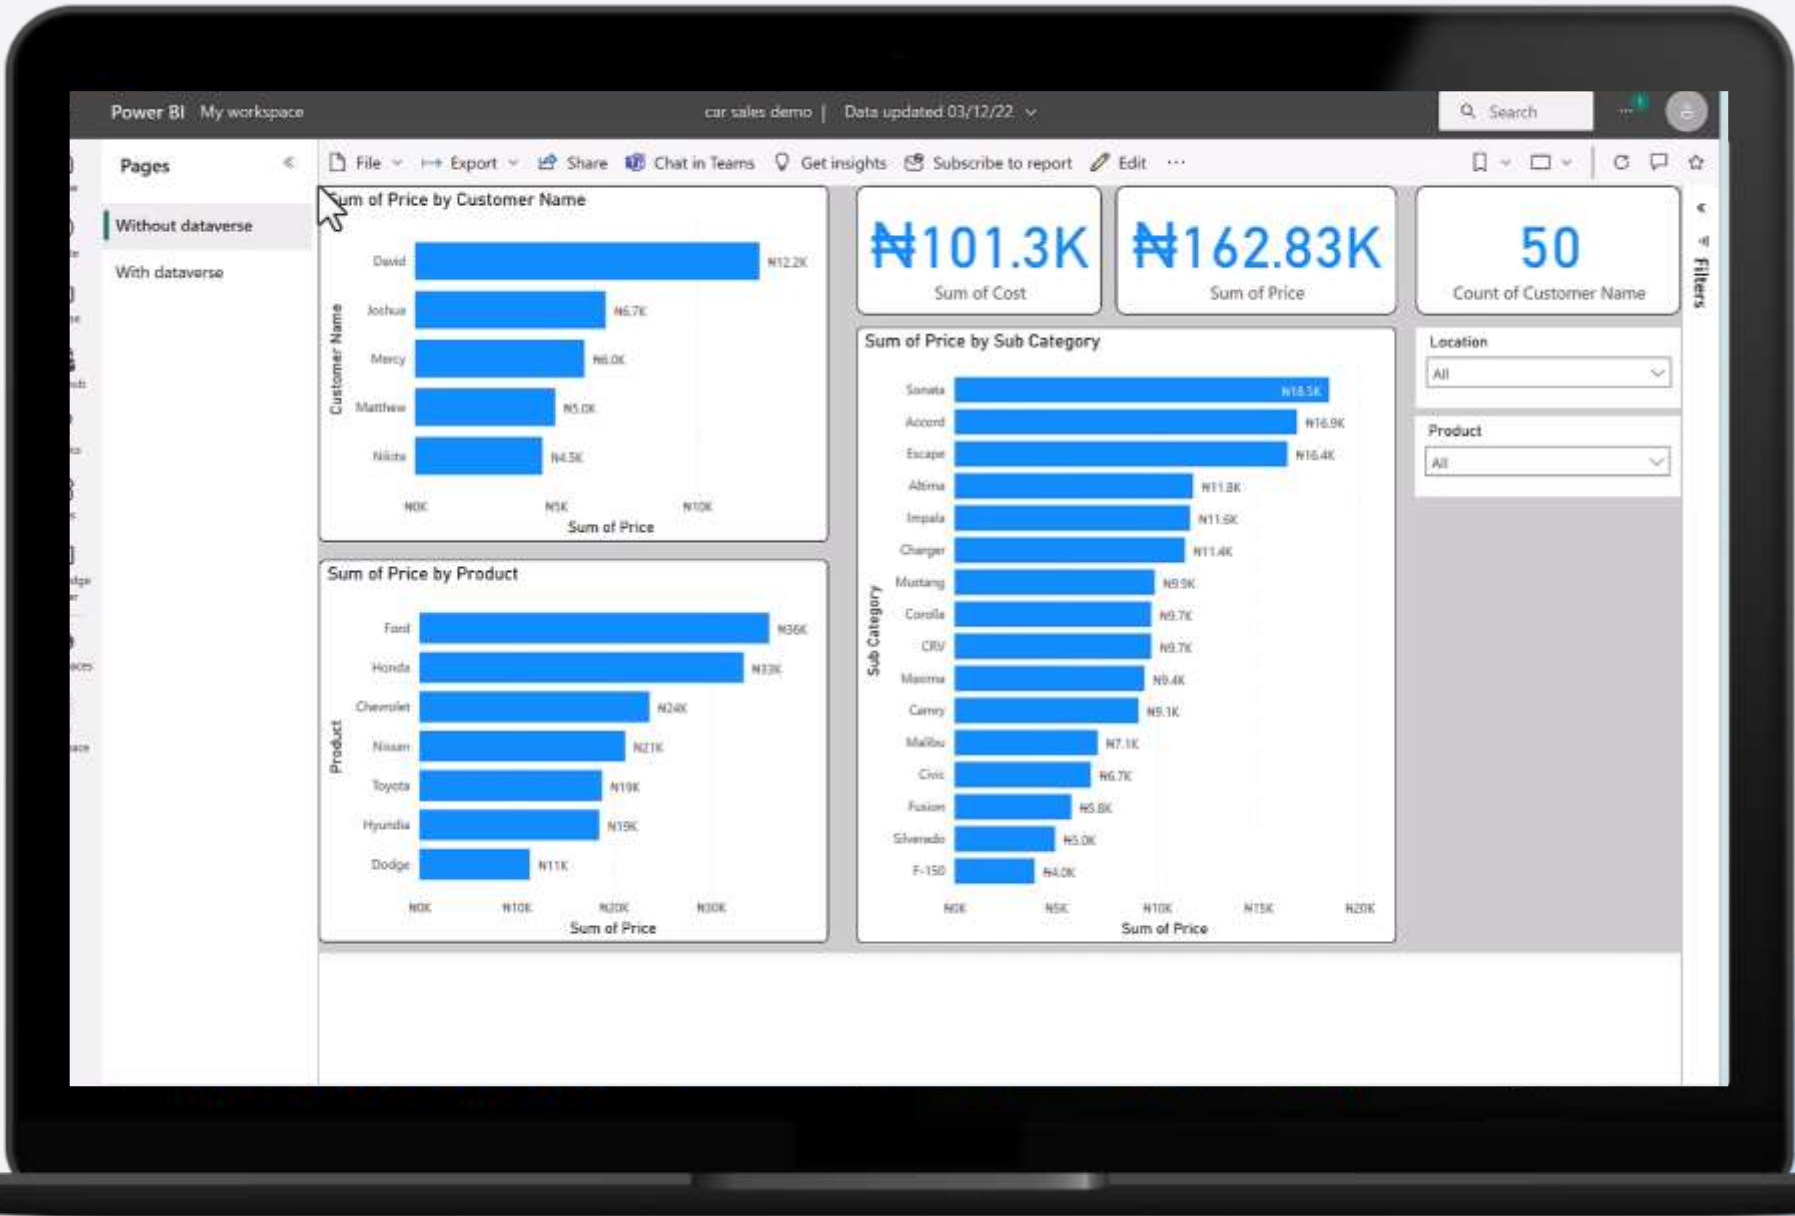 Power BI My workspace
car sales demo | Data updated 03/12/22
Search
Pages
Without dataverse
With dataverse
File Export Share Chat in Teams Get insights Subscribe to report Edit ...
Sum of Price by Customer Name
Customer Name
David ₦12.2K
Joshua ₦6.7K
Mercy ₦6.0K
Matthew ₦5.0K
Nikita ₦4.5K
₦0K ₦5K ₦10K
Sum of Price
Sum of Price by Product
Product
Ford ₦36K
Honda ₦33K
Chevrolet ₦24K
Nissan ₦21K
Toyota ₦19K
Hyundia ₦19K
Dodge ₦11K
₦0K ₦10K ₦20K ₦30K
Sum of Price
₦101.3K
Sum of Cost
₦162.83K
Sum of Price
50
Count of Customer Name
Sum of Price by Sub Category
Sub Category
Sonata ₦18.5K
Accord ₦16.9K
Escape ₦16.4K
Altima ₦11.8K
Impala ₦11.6K
Charger ₦11.4K
Mustang ₦9.9K
Corolla ₦9.7K
CRV ₦9.7K
Maxima ₦9.4K
Camry ₦9.1K
Malibu ₦7.1K
Civic ₦6.7K
Fusion ₦5.8K
Silverado ₦5.0K
F-150 ₦4.0K
₦0K ₦5K ₦10K ₦15K ₦20K
Sum of Price
Location
All
Product
All
Filters